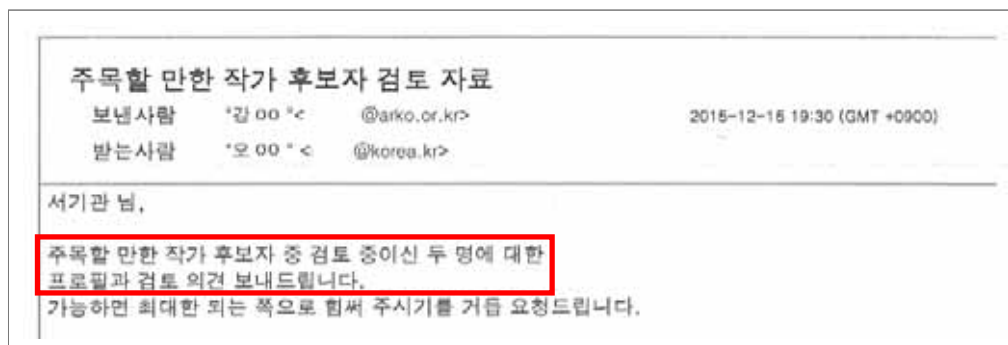 주목할 만한 작가 후보자 검토 자료
보낸사람 "강 00 "< @arko.or.kr> 2015-12-15 19:30 (GMT +0900)
받는사람 "오 00 " < @korea.kr>
서기관 님,
주목할 만한 작가 후보자 중 검토 중이신 두 명에 대한
프로필과 검토 의견 보내드립니다.
가능하면 최대한 되는 쪽으로 힘써 주시기를 거듭 요청드립니다.